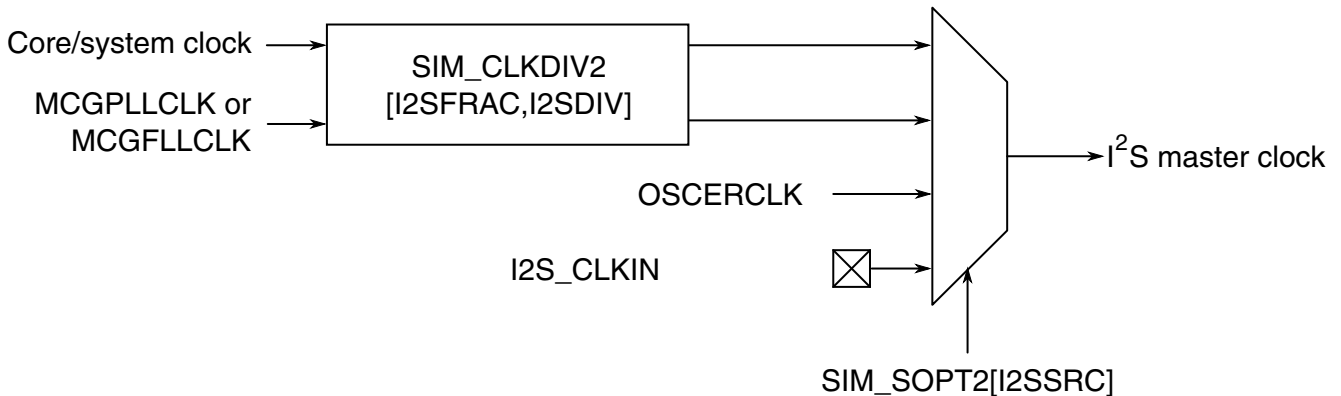 Core/system clock
SIM_CLKDIV2
[I2SFRAC,I2SDIV]
MCGPLLCLK or
MCGFLLCLK
I²S master clock
OSCERCLK
I2S_CLKIN
SIM_SOPT2[I2SSRC]